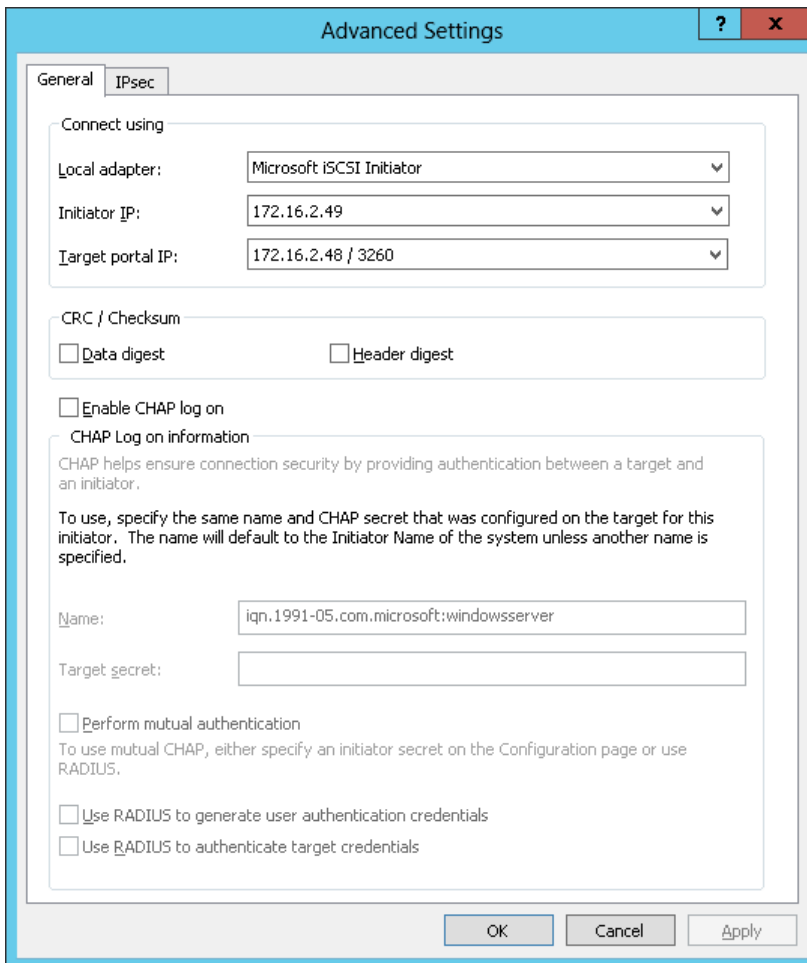 Advanced Settings
?
x
General
IPsec
Connect using
Local adapter:
Microsoft iSCSI Initiator
Initiator IP:
172.16.2.49
Target portal IP:
172.16.2.48 / 3260
CRC / Checksum
Data digest
Header digest
Enable CHAP log on
CHAP Log on information
CHAP helps ensure connection security by providing authentication between a target and
an initiator.
To use, specify the same name and CHAP secret that was configured on the target for this
initiator. The name will default to the Initiator Name of the system unless another name is
specified.
Name:
iqn.1991-05.com.microsoft:windowsserver
Target secret:
Perform mutual authentication
To use mutual CHAP, either specify an initiator secret on the Configuration page or use
RADIUS.
Use RADIUS to generate user authentication credentials
Use RADIUS to authenticate target credentials
OK
Cancel
Apply